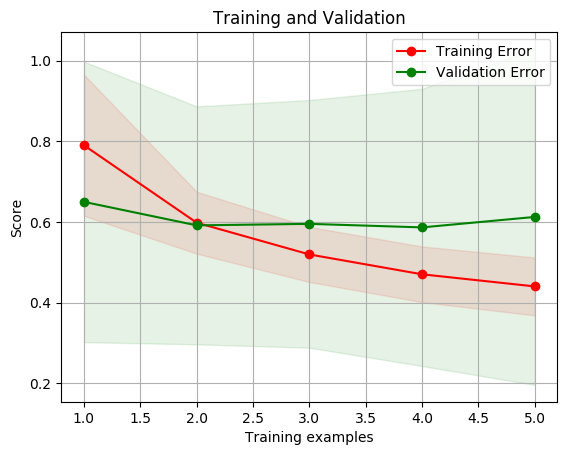 Training and Validation
Training Error
Validation Error
Score
1.0
0.8
0.6
0.4
0.2
1.0 1.5 2.0 2.5 3.0 3.5 4.0 4.5 5.0
Training examples